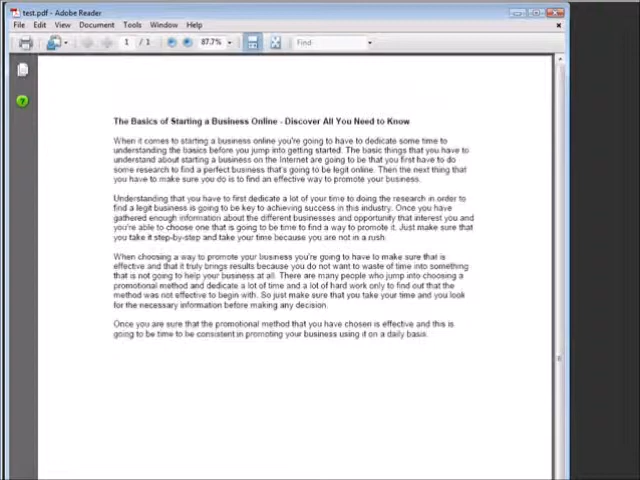 test.pdf - Adobe Reader
File Edit View Document Tools Window Help
1 / 1 87.7% Find
The Basics of Starting a Business Online - Discover All You Need to Know
When it comes to starting a business online you're going to have to dedicate some time to
understanding the basics before you jump into getting started. The basic things that you have to
understand about starting a business on the Internet are going to be that you first have to do
some research to find a perfect business that's going to be legit online. Then the next thing that
you have to make sure you do is to find an effective way to promote your business.
Understanding that you have to first dedicate a lot of your time to doing the research in order to
find a legit business is going to be key to achieving success in this industry. Once you have
gathered enough information about the different businesses and opportunity that interest you and
you're able to choose one that is going to be time to find a way to promote it. Just make sure that
you take it step-by-step and take your time because you are not in a rush.
When choosing a way to promote your business you're going to have to make sure that is
effective and that it truly brings results because you do not want to waste of time into something
that is not going to help your business at all. There are many people who jump into choosing a
promotional method and dedicate a lot of time and a lot of hard work only to find out that the
method was not effective to begin with. So just make sure that you take your time and you look
for the necessary information before making any decision.
Once you are sure that the promotional method that you have chosen is effective and this is
going to be time to be consistent in promoting your business using it on a daily basis.